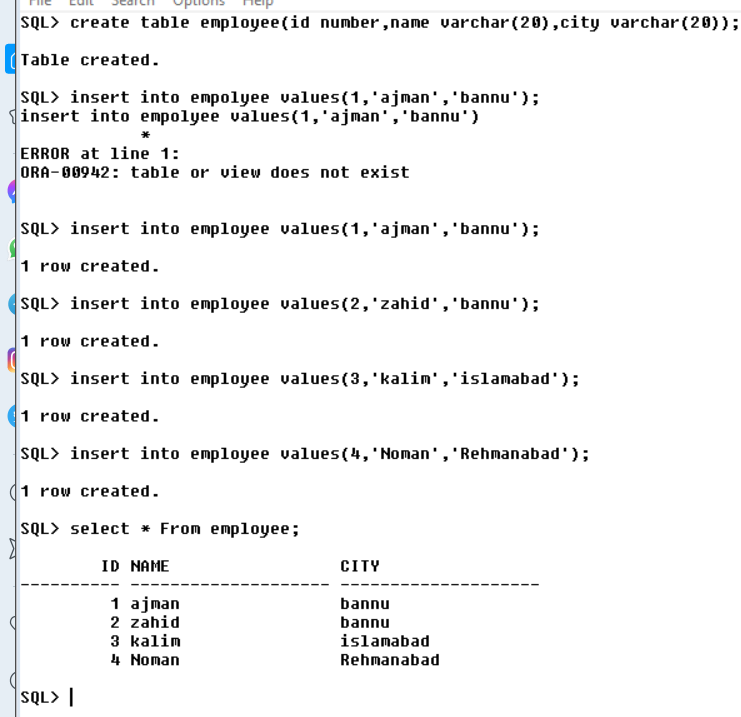 File Edit Search Options Help
SQL> create table employee(id number,name varchar(20),city varchar(20));
Table created.
SQL> insert into empolyee values(1,'ajman','bannu');
insert into empolyee values(1,'ajman','bannu')
*
ERROR at line 1:
ORA-00942: table or view does not exist
SQL> insert into employee values(1,'ajman','bannu');
1 row created.
SQL> insert into employee values(2,'zahid','bannu');
1 row created.
SQL> insert into employee values(3,'kalim','islamabad');
1 row created.
SQL> insert into employee values(4,'Noman','Rehmanabad');
1 row created.
SQL> select * From employee;
ID NAME CITY
---------- -------------------- --------------------
1 ajman bannu
2 zahid bannu
3 kalim islamabad
4 Noman Rehmanabad
SQL>